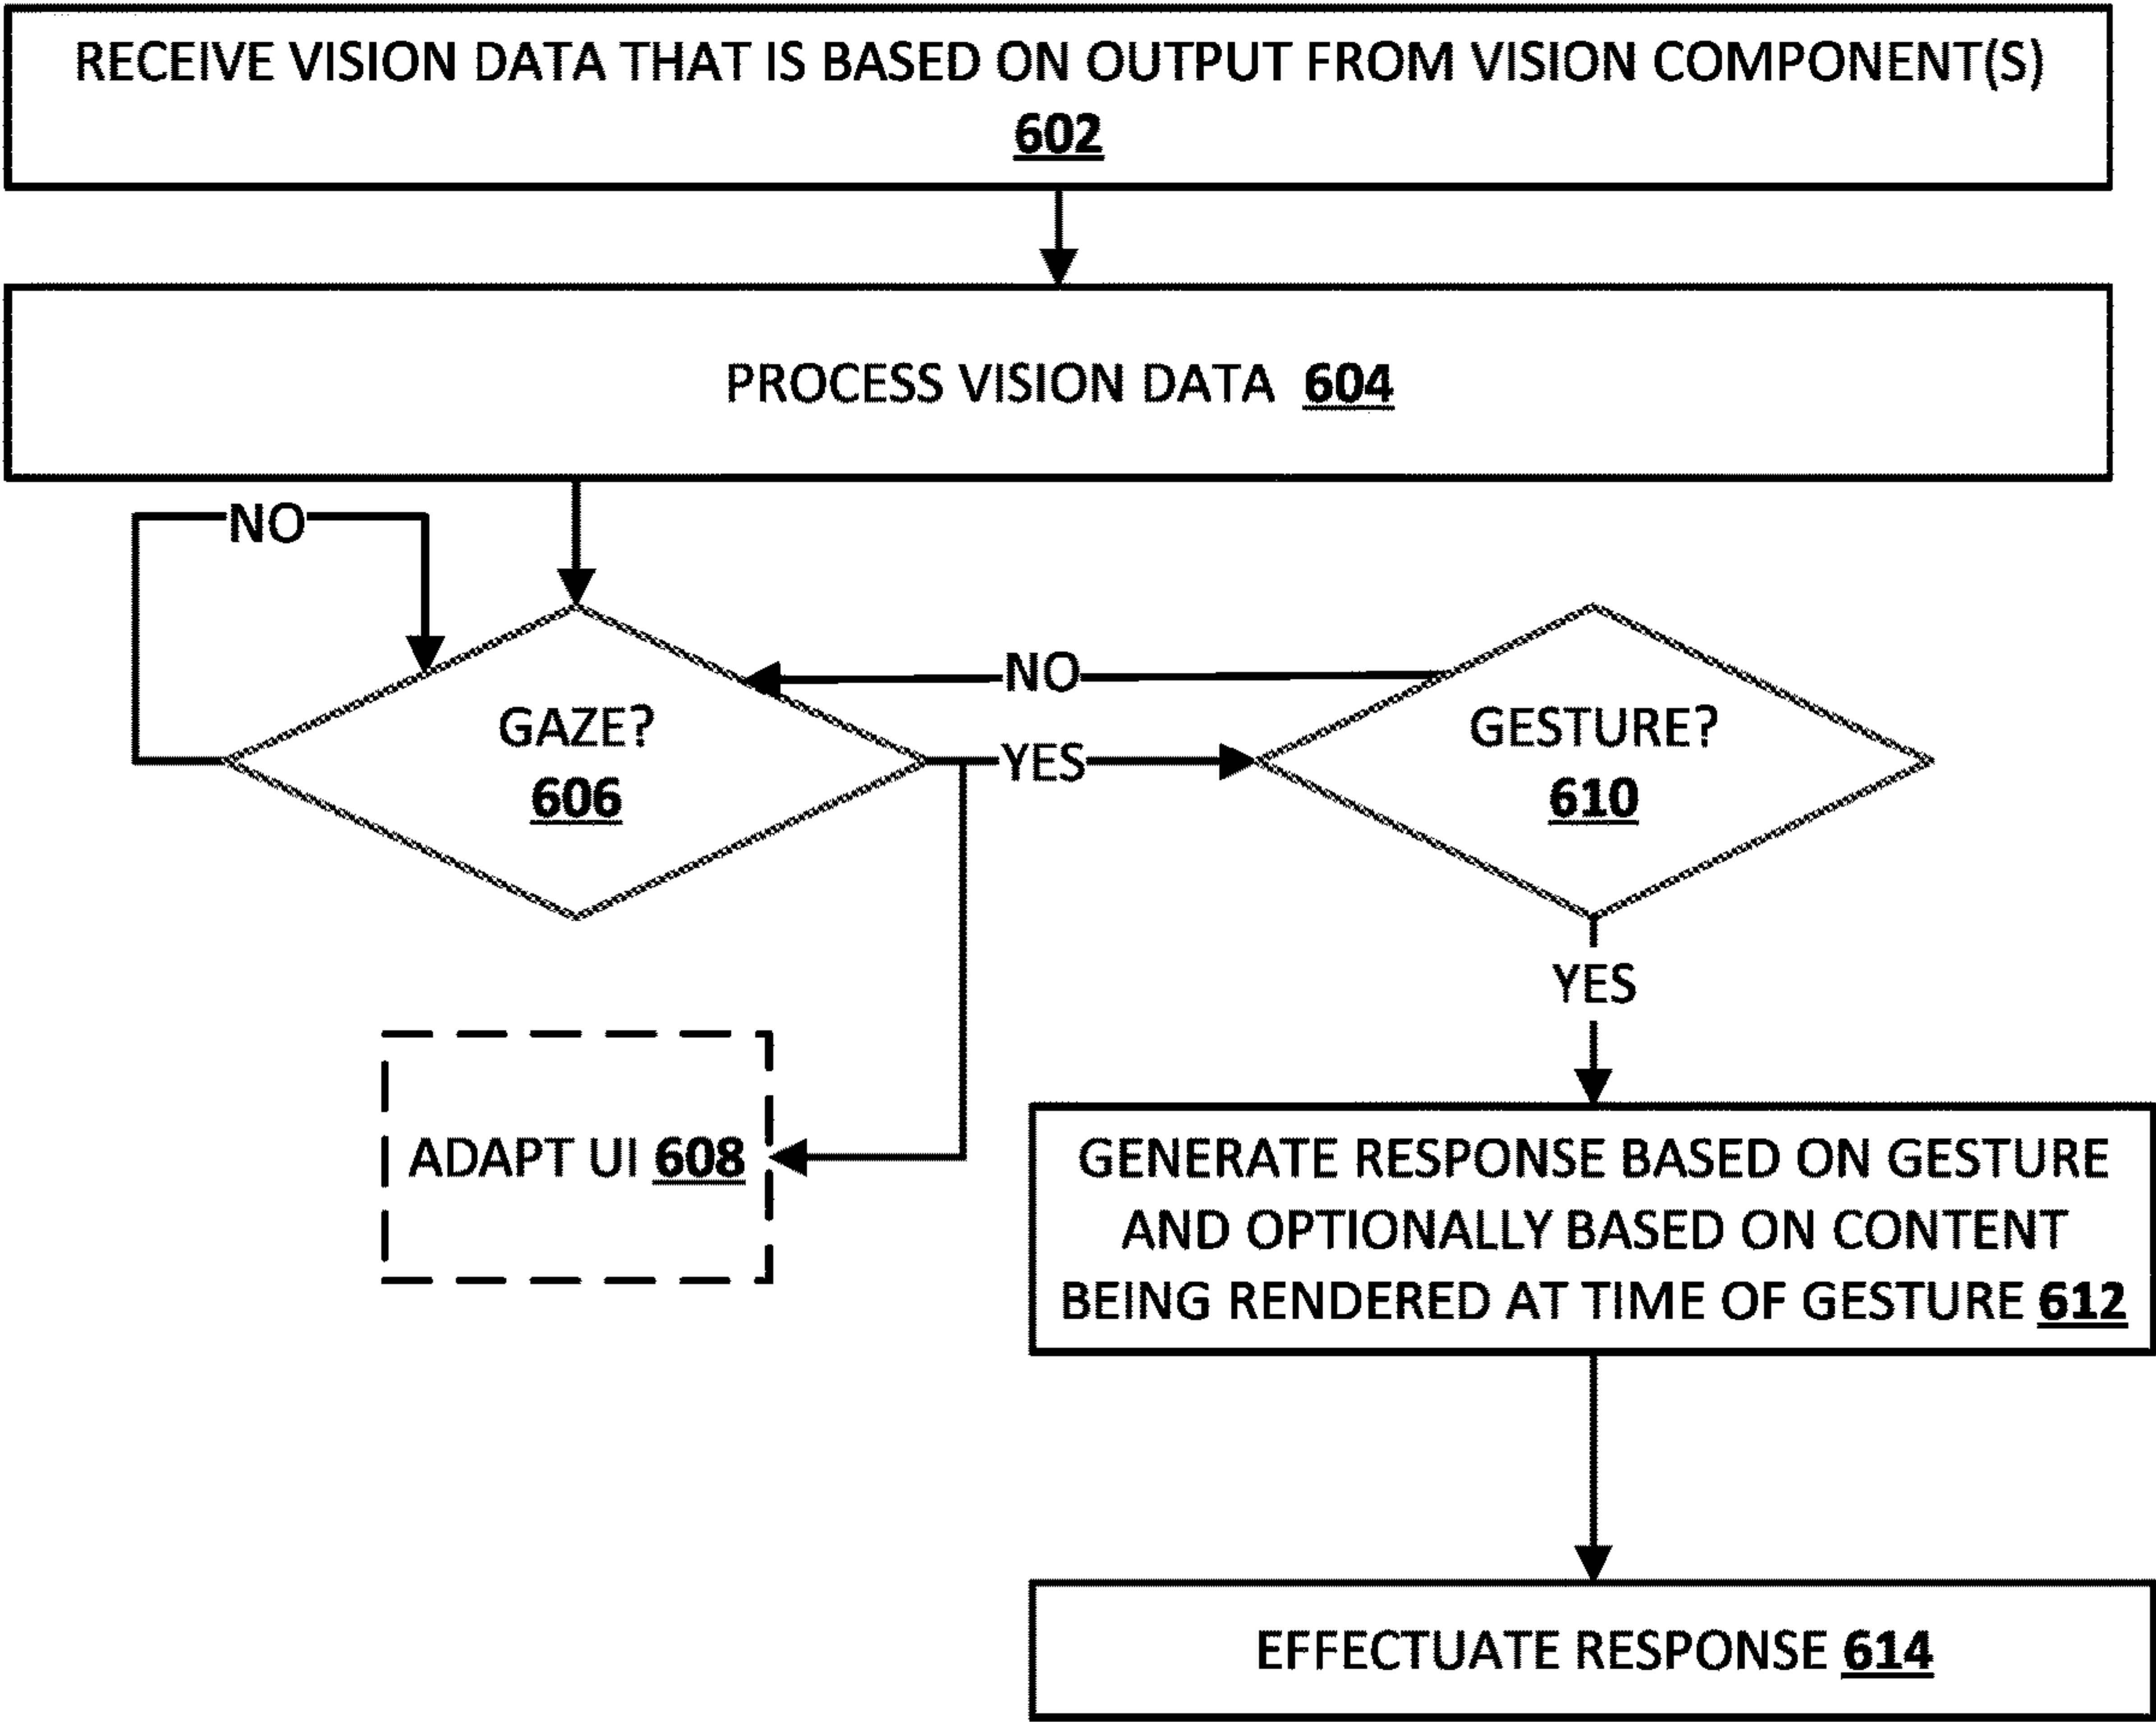 RECEIVE VISION DATA THAT IS BASED ON OUTPUT FROM VISION COMPONENT(S)
602
PROCESS VISION DATA 604
NO
GAZE?
606
NO
YES
GESTURE?
610
YES
ADAPT UI 608
GENERATE RESPONSE BASED ON GESTURE
AND OPTIONALLY BASED ON CONTENT
BEING RENDERED AT TIME OF GESTURE 612
EFFECTUATE RESPONSE 614